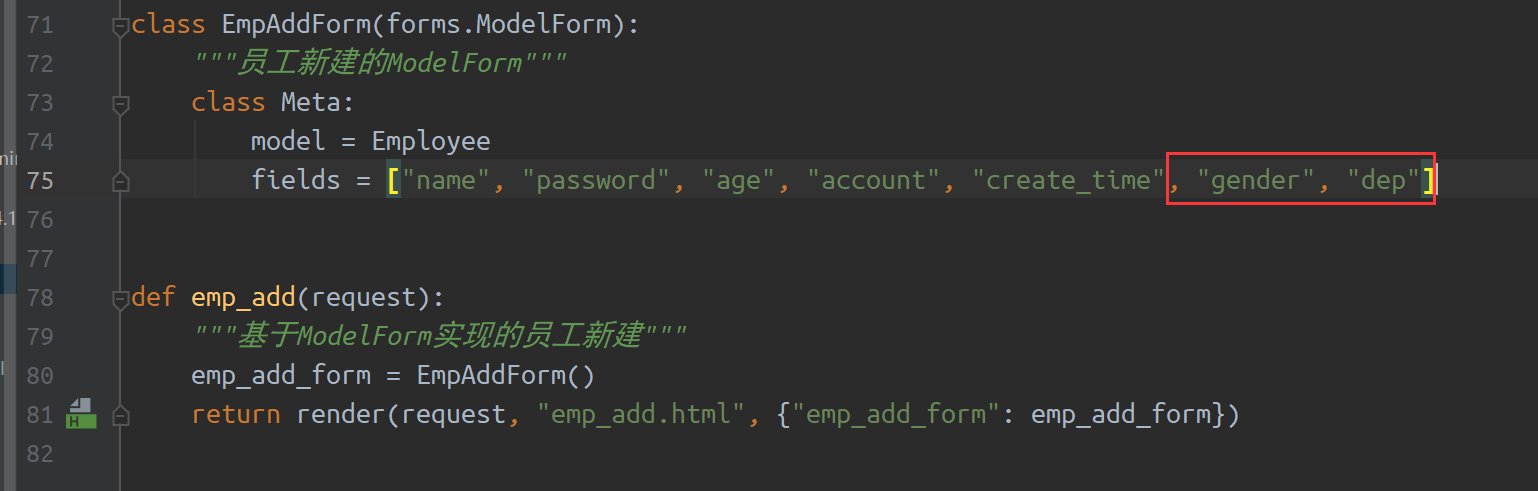 71 class EmpAddForm(forms.ModelForm):
72 """员工新建的ModelForm"""
73 class Meta:
74 model = Employee
75 fields = ["name", "password", "age", "account", "create_time", "gender", "dep"]
76
77
78 def emp_add(request):
79 """基于ModelForm实现的员工新建"""
80 emp_add_form = EmpAddForm()
81 return render(request, "emp_add.html", {"emp_add_form": emp_add_form})
82